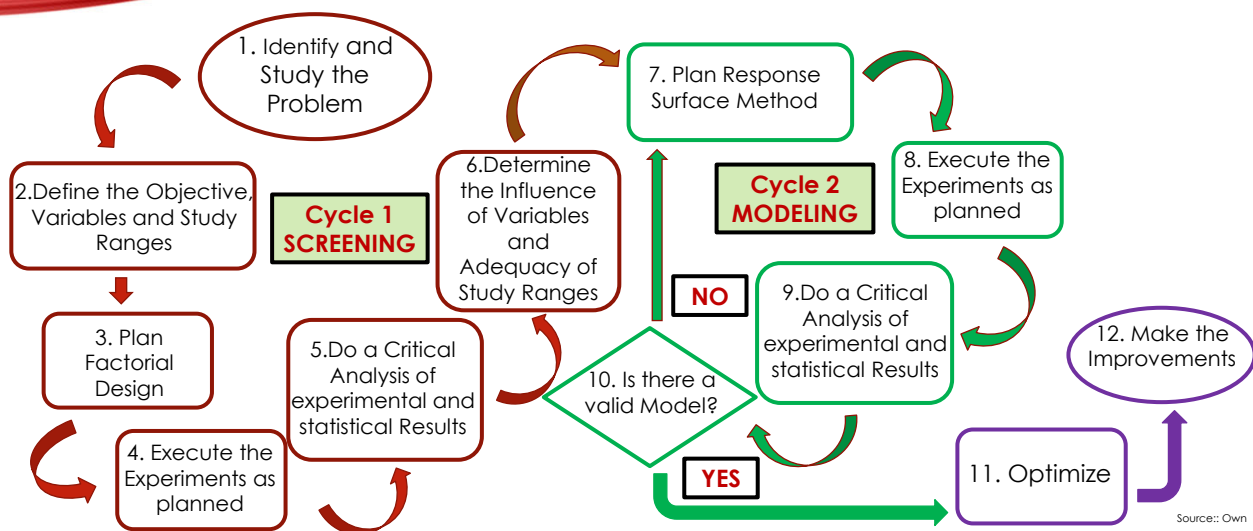 1. Identify and
Study the
Problem
2.Define the Objective,
Variables and Study
Ranges
3. Plan
Factorial
Design
4. Execute the
Experiments as
planned
5.Do a Critical
Analysis of
experimental and
statistical Results
6.Determine
the Influence
of Variables
and
Adequacy of
Study Ranges
Cycle 1
SCREENING
7. Plan Response
Surface Method
Cycle 2
MODELING
8. Execute the
Experiments as
planned
9.Do a Critical
Analysis of
experimental and
statistical Results
10. Is there a
valid Model?
NO
YES
11. Optimize
12. Make the
Improvements
Source:: Own